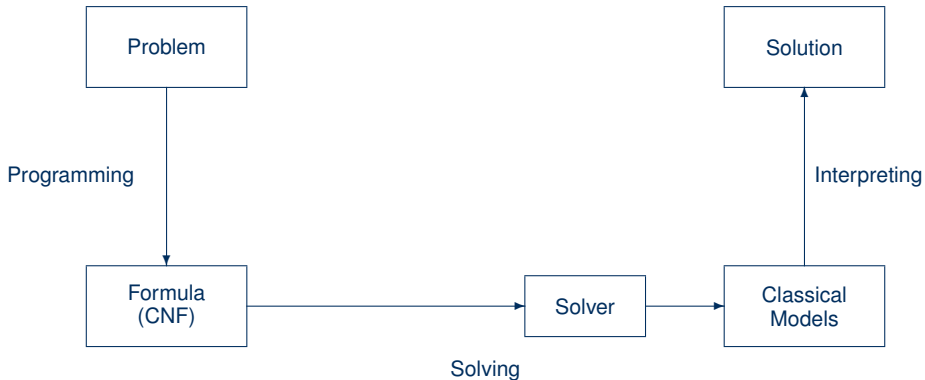 Problem
Solution
Programming
Interpreting
Formula
(CNF)
Solver
Classical
Models
Solving